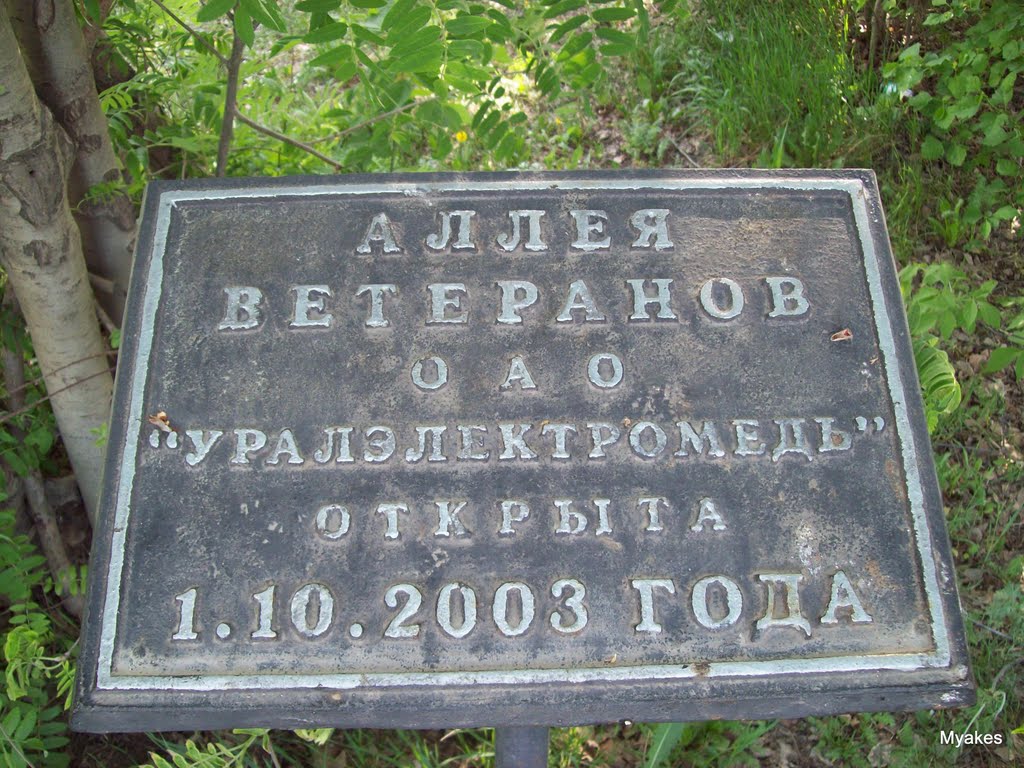 АЛЛЕЯ
ВЕТЕРАНОВ
ОАО
"УРАЛЭЛЕКТРОМЕДЬ"
ОТКРЫТА
1.10.2003 ГОДА
Myakes